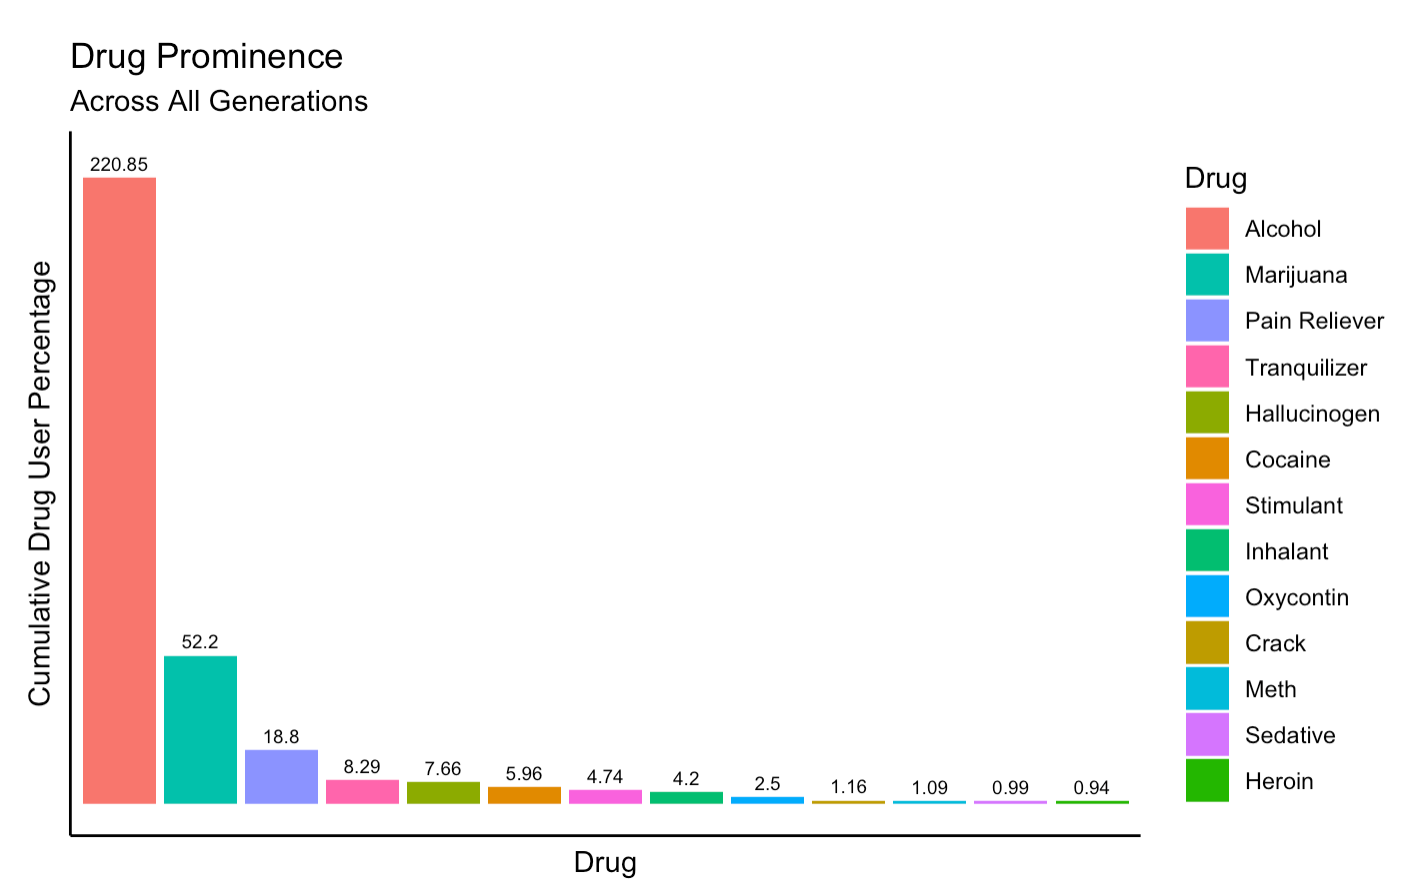 Drug Prominence
Across All Generations
Cumulative Drug User Percentage
220.85
52.2
18.8
8.29
7.66
5.96
4.74
4.2
2.5
1.16
1.09
0.99
0.94
Drug
Drug
Alcohol
Marijuana
Pain Reliever
Tranquilizer
Hallucinogen
Cocaine
Stimulant
Inhalant
Oxycontin
Crack
Meth
Sedative
Heroin